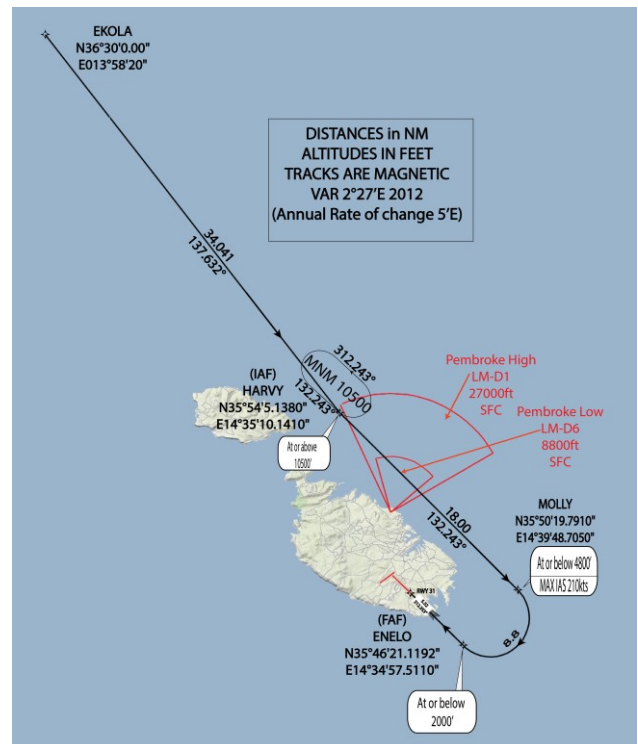 EKOLA
N36°30'0.00"
E013°58'20"
DISTANCES in NM
ALTITUDES IN FEET
TRACKS ARE MAGNETIC
VAR 2°27'E 2012
(Annual Rate of change 5'E)
34.041
137.632°
312.243°
MNM 10500
132.243°
(IAF)
HARVY
N35°54'5.1380"
E14°35'10.1410"
At or above
10500'
Pembroke High
LM-D1
27000ft
SFC
Pembroke Low
LM-D6
8800ft
SFC
18.00
132.243°
MOLLY
N35°50'19.7910"
E14°39'48.7050"
At or below 4800'
MAX IAS 210kts
8.8
RWY 31
(FAF)
ENELO
N35°46'21.1192"
E14°34'57.5110"
At or below
2000'